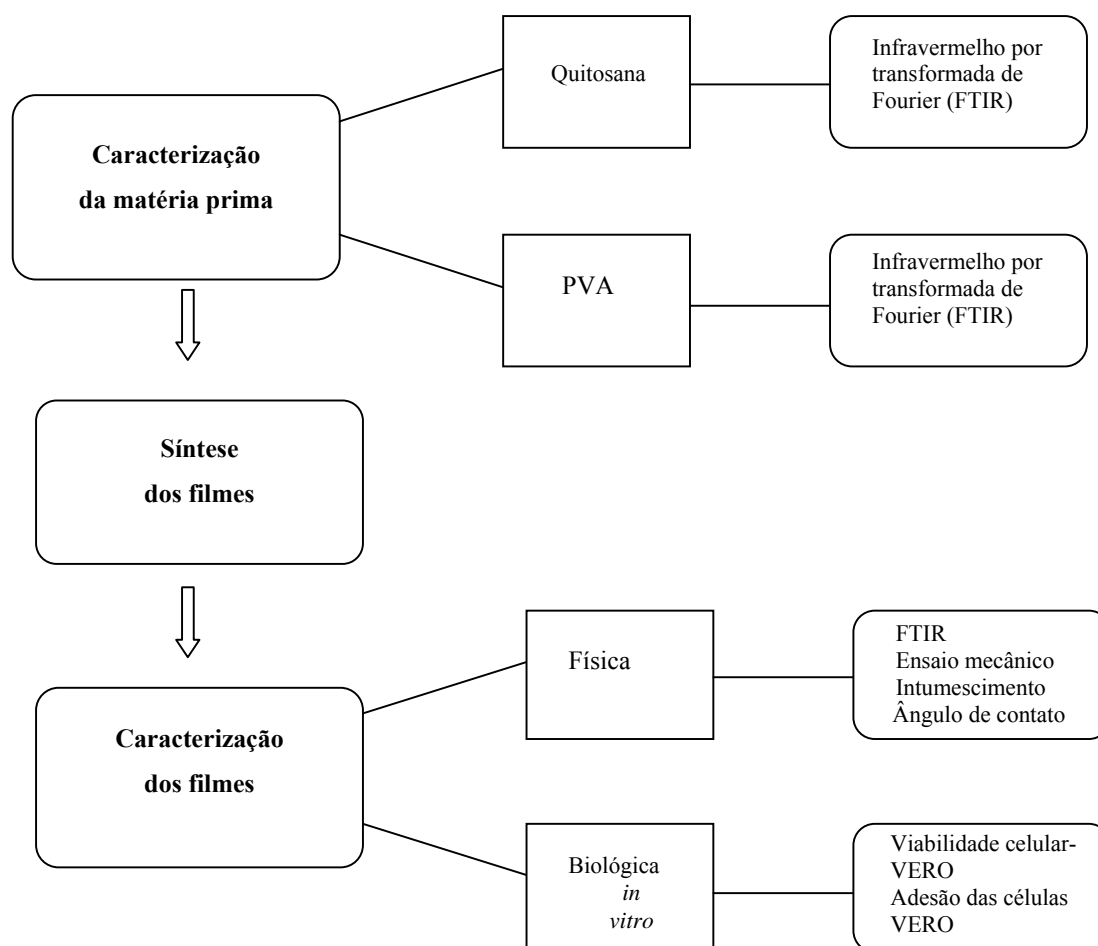 Quitosana
Infravermelho por
transformada de
Fourier (FTIR)
Caracterização
da matéria prima
PVA
Infravermelho por
transformada de
Fourier (FTIR)
Síntese
dos filmes
Física
FTIR
Ensaio mecânico
Intumescimento
Ângulo de contato
Caracterização
dos filmes
Biológica
in
vitro
Viabilidade celular-
VERO
Adesão das células
VERO